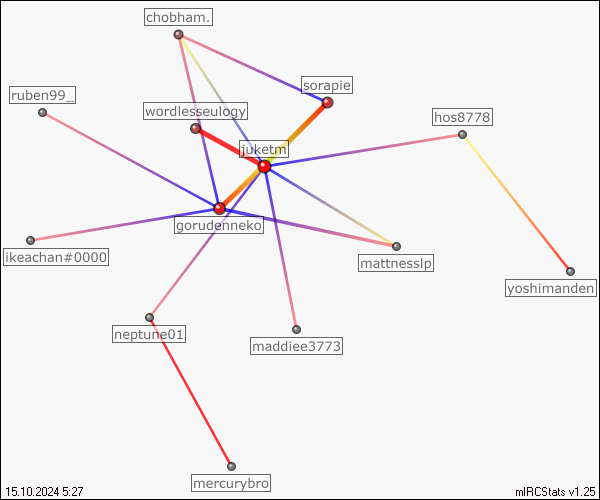 chobham.
sorapie
ruben99_
wordlesseulogy
hos8778
juketm
gorudenneko
ikeachan#0000
mattnesslp
yoshimanden
neptune01
maddiee3773
mercurybro
15.10.2024 5:27
mIRCStats v1.25